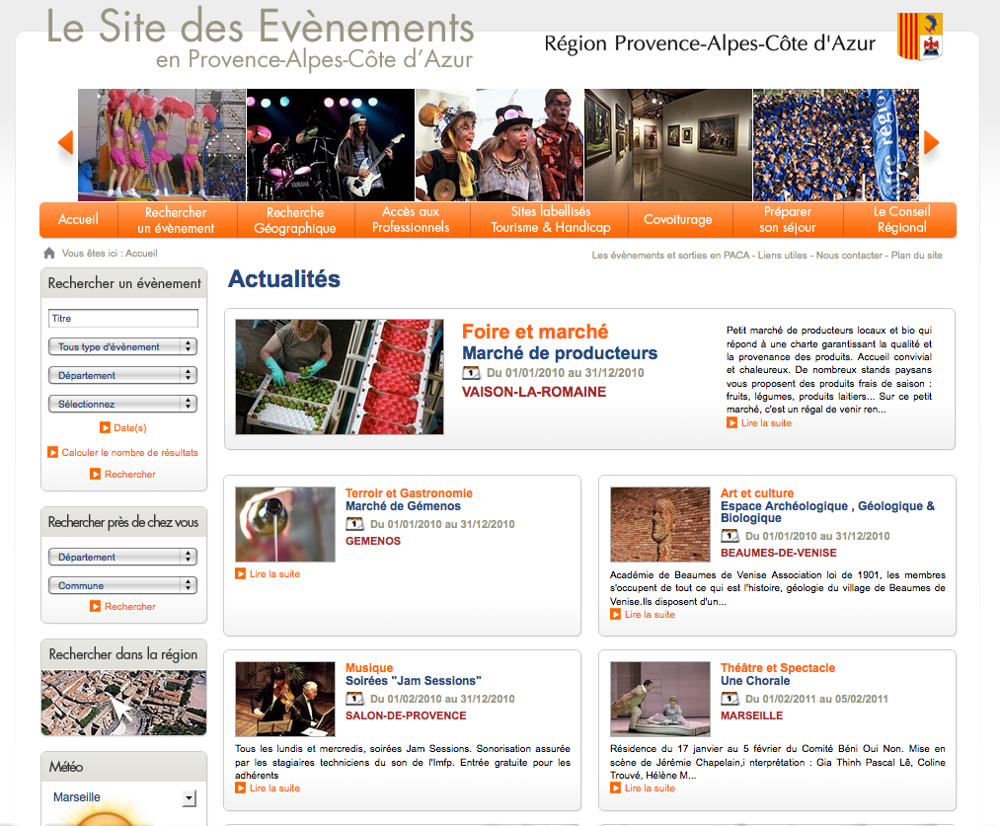 Le Site des Evènements
en Provence-Alpes-Côte d'Azur
Région Provence-Alpes-Côte d'Azur
YAMAHA
Accueil
Rechercher
un évènement
Recherche
Géographique
Accès aux
Professionnels
Sites labellisés
Tourisme & Handicap
Covoiturage
Préparer
son séjour
Le Conseil
Régional
Vous êtes ici : Accueil
Les évènements et sorties en PACA - Liens utiles - Nous contacter - Plan du site
Rechercher un évènement
Titre
Tous type d'évènement
Département
Sélectionnez
Date(s)
Calculer le nombre de résultats
Rechercher
Rechercher près de chez vous
Département
Commune
Rechercher
Rechercher dans la région
Météo
Marseille
Actualités
Foire et marché
Marché de producteurs
1 Du 01/01/2010 au 31/12/2010
VAISON-LA-ROMAINE
Petit marché de producteurs locaux et bio qui
répond à une charte garantissant la qualité et
la provenance des produits. Accueil convivial
et chaleureux. De nombreux stands paysans
vous proposent des produits frais de saison :
fruits, légumes, produits laitiers... Sur ce petit
marché, c'est un régal de venir ren...
Lire la suite
Terroir et Gastronomie
Marché de Gémenos
1 Du 01/01/2010 au 31/12/2010
GEMENOS
Lire la suite
Art et culture
Espace Archéologique , Géologique &
Biologique
1 Du 01/01/2010 au 31/12/2010
BEAUMES-DE-VENISE
Académie de Beaumes de Venise Association loi de 1901, les membres
s'occupent de tout ce qui est l'histoire, géologie du village de Beaumes de
Venise.Ils disposent d'un...
Lire la suite
Musique
Soirées "Jam Sessions"
1 Du 01/02/2010 au 31/12/2010
SALON-DE-PROVENCE
Tous les lundis et mercredis, soirées Jam Sessions. Sonorisation assurée
par les stagiaires techniciens du son de l'Imfp. Entrée gratuite pour les
adhérents
Lire la suite
Théâtre et Spectacle
Une Chorale
1 Du 01/02/2011 au 05/02/2011
MARSEILLE
Résidence du 17 janvier au 5 février du Comité Béni Oui Non. Mise en
scène de Jérémie Chapelain,i nterprétation : Gia Thinh Pascal Lê, Coline
Trouvé, Hélène M...
Lire la suite